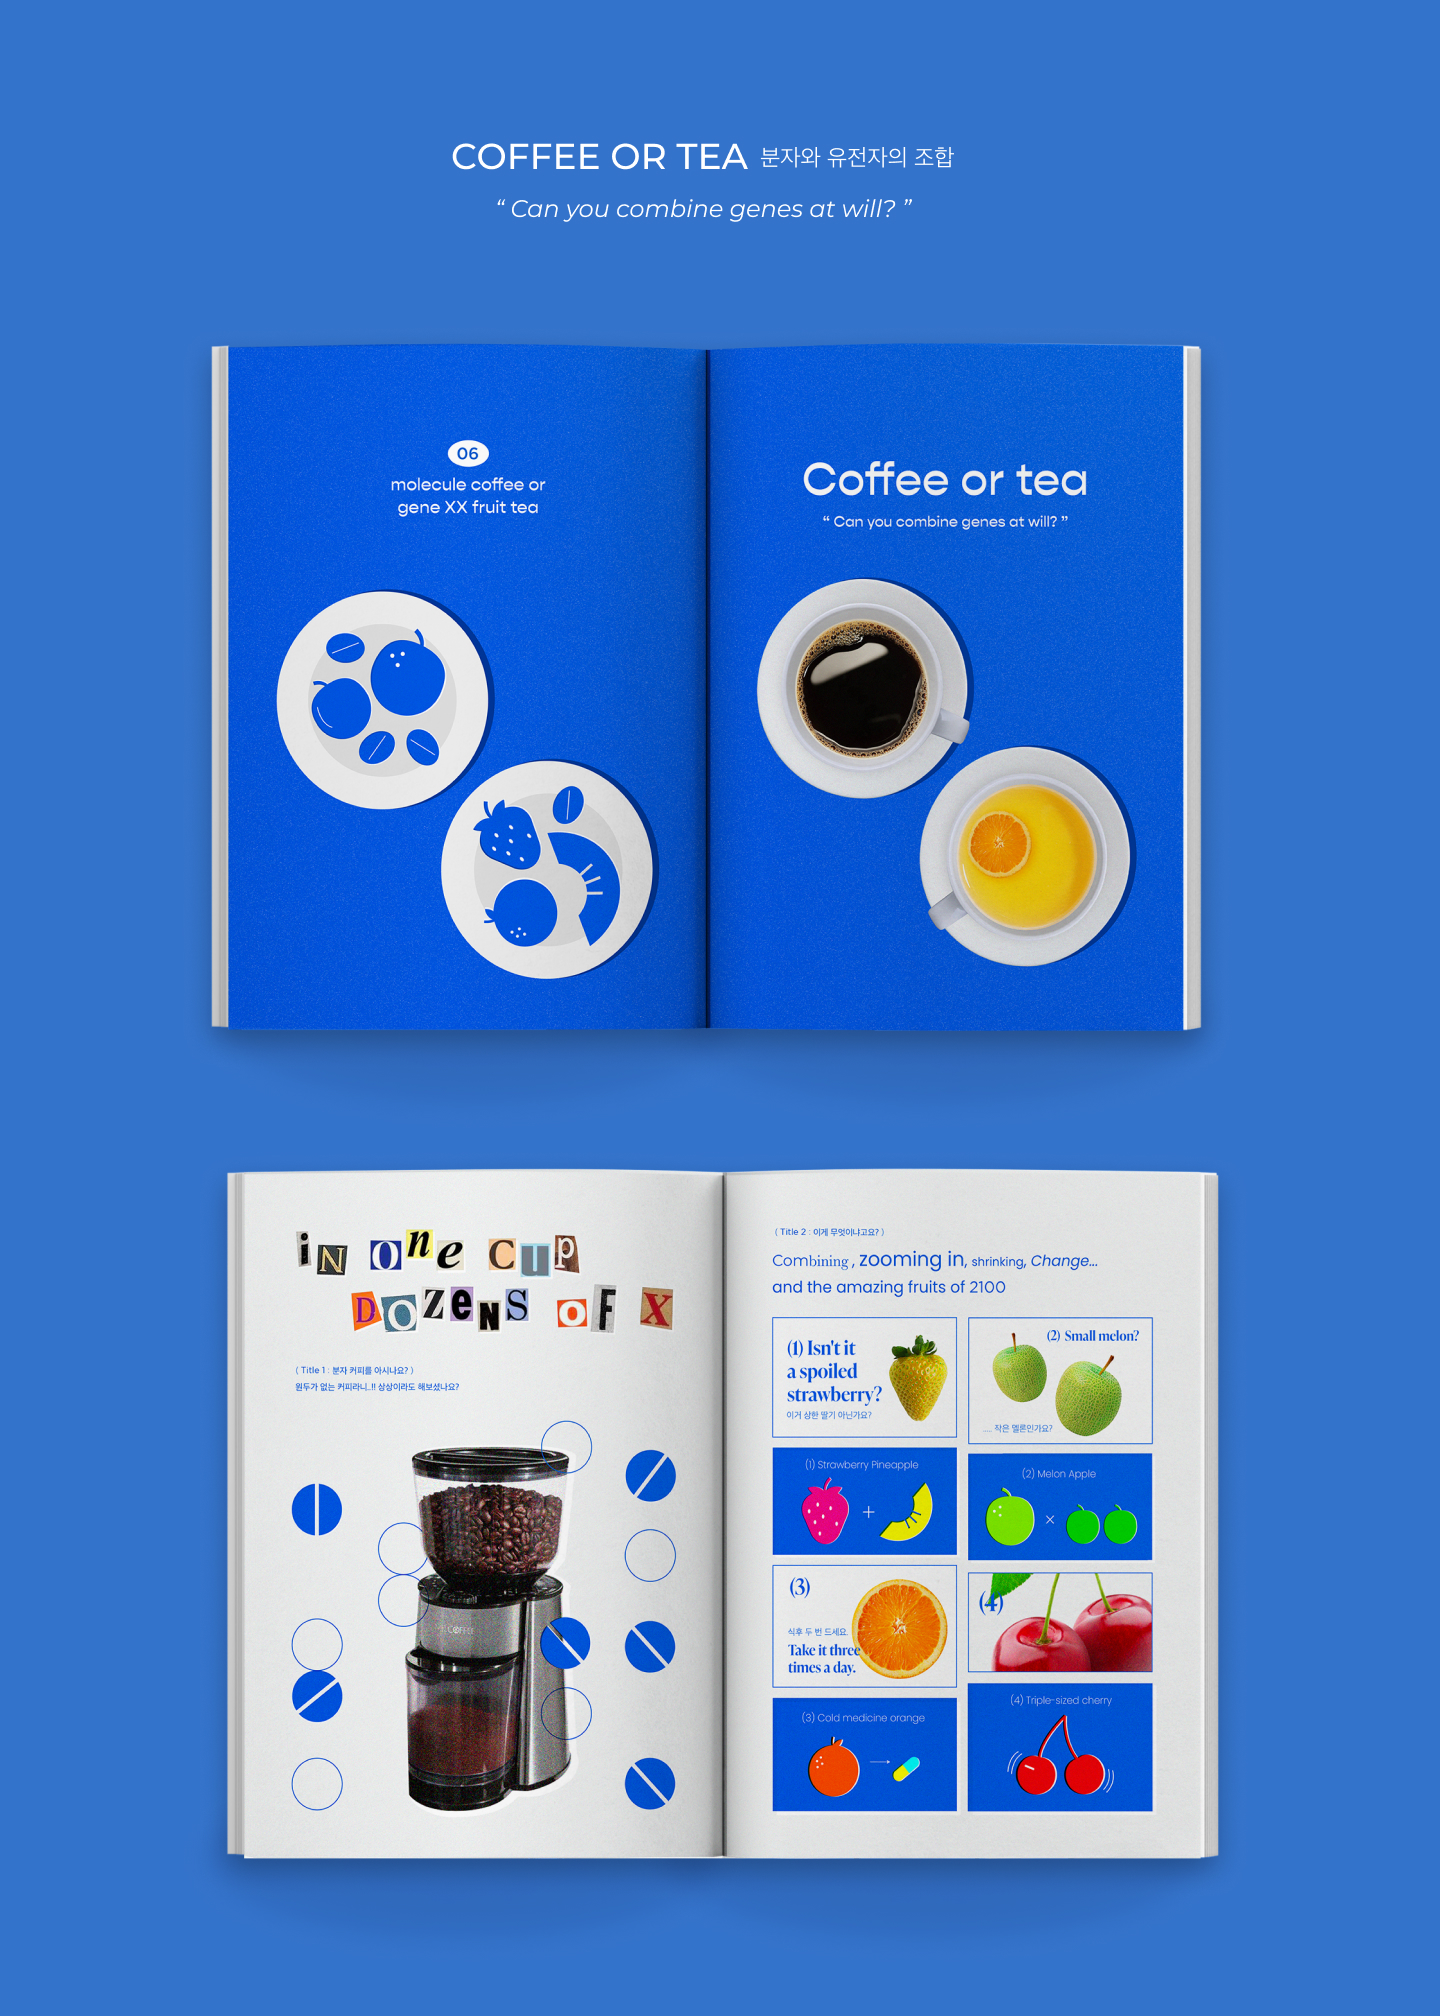 COFFEE OR TEA 분자와 유전자의 조합
“ Can you combine genes at will? ”
06
molecule coffee or
gene XX fruit tea
Coffee or tea
“ Can you combine genes at will? ”
iN One CuP
DOZeNS OF X
( Title 1 : 분자 커피를 아시나요? )
원두가 없는 커피라니..!! 상상이라도 해보셨나요?
( Title 2 : 이게 무엇이냐고요? )
Combining , zooming in, shrinking, Change...
and the amazing fruits of 2100
(1) Isn't it
a spoiled
strawberry?
이거 상한 딸기 아닌가요?
(2) Small melon?
..... 작은 멜론인가요?
(1) Strawberry Pineapple
(2) Melon Apple
(3)
식후 두 번 드세요.
Take it three
times a day.
(4)
(3) Cold medicine orange
(4) Triple-sized cherry